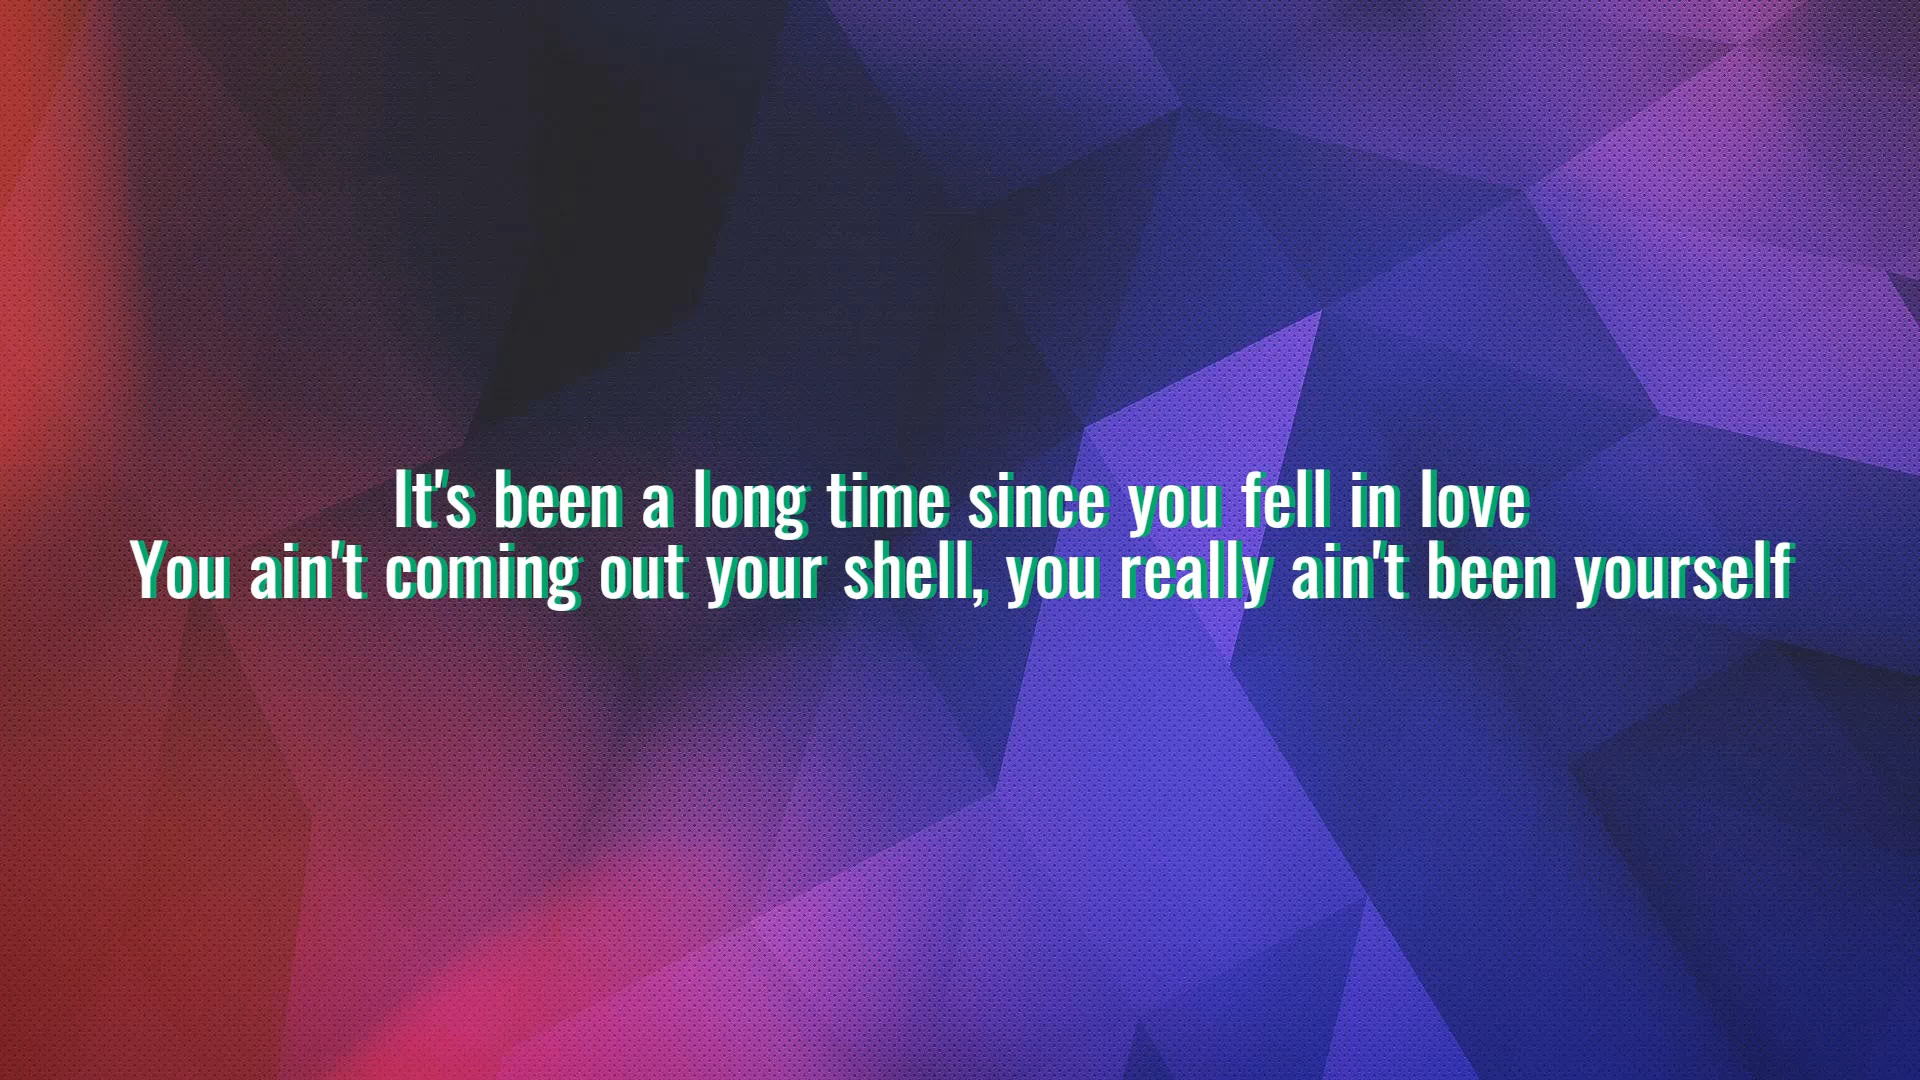 It's been a long time since you fell in love
You ain't coming out your shell, you really ain't been yourself